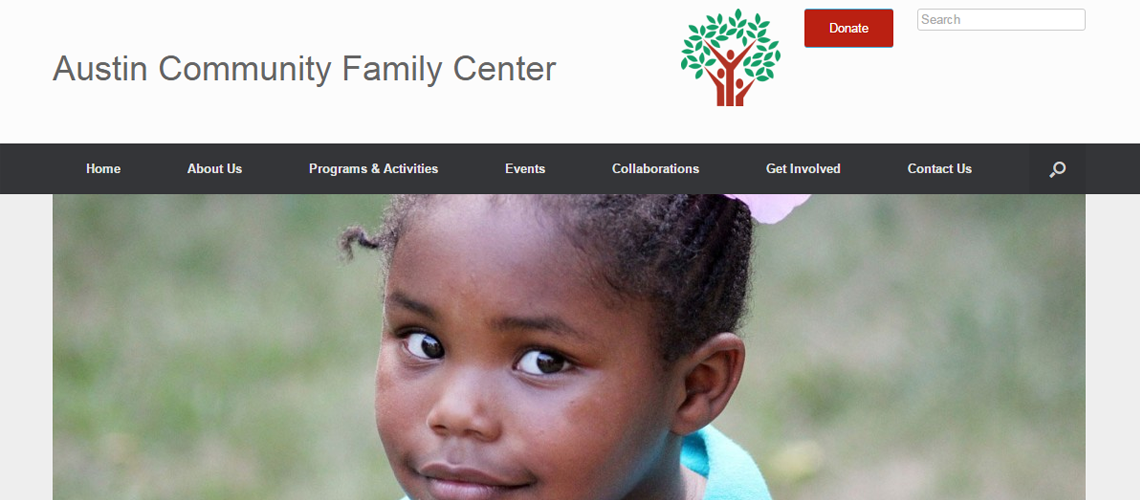 Donate
Search
Austin Community Family Center
Home
About Us
Programs & Activities
Events
Collaborations
Get Involved
Contact Us